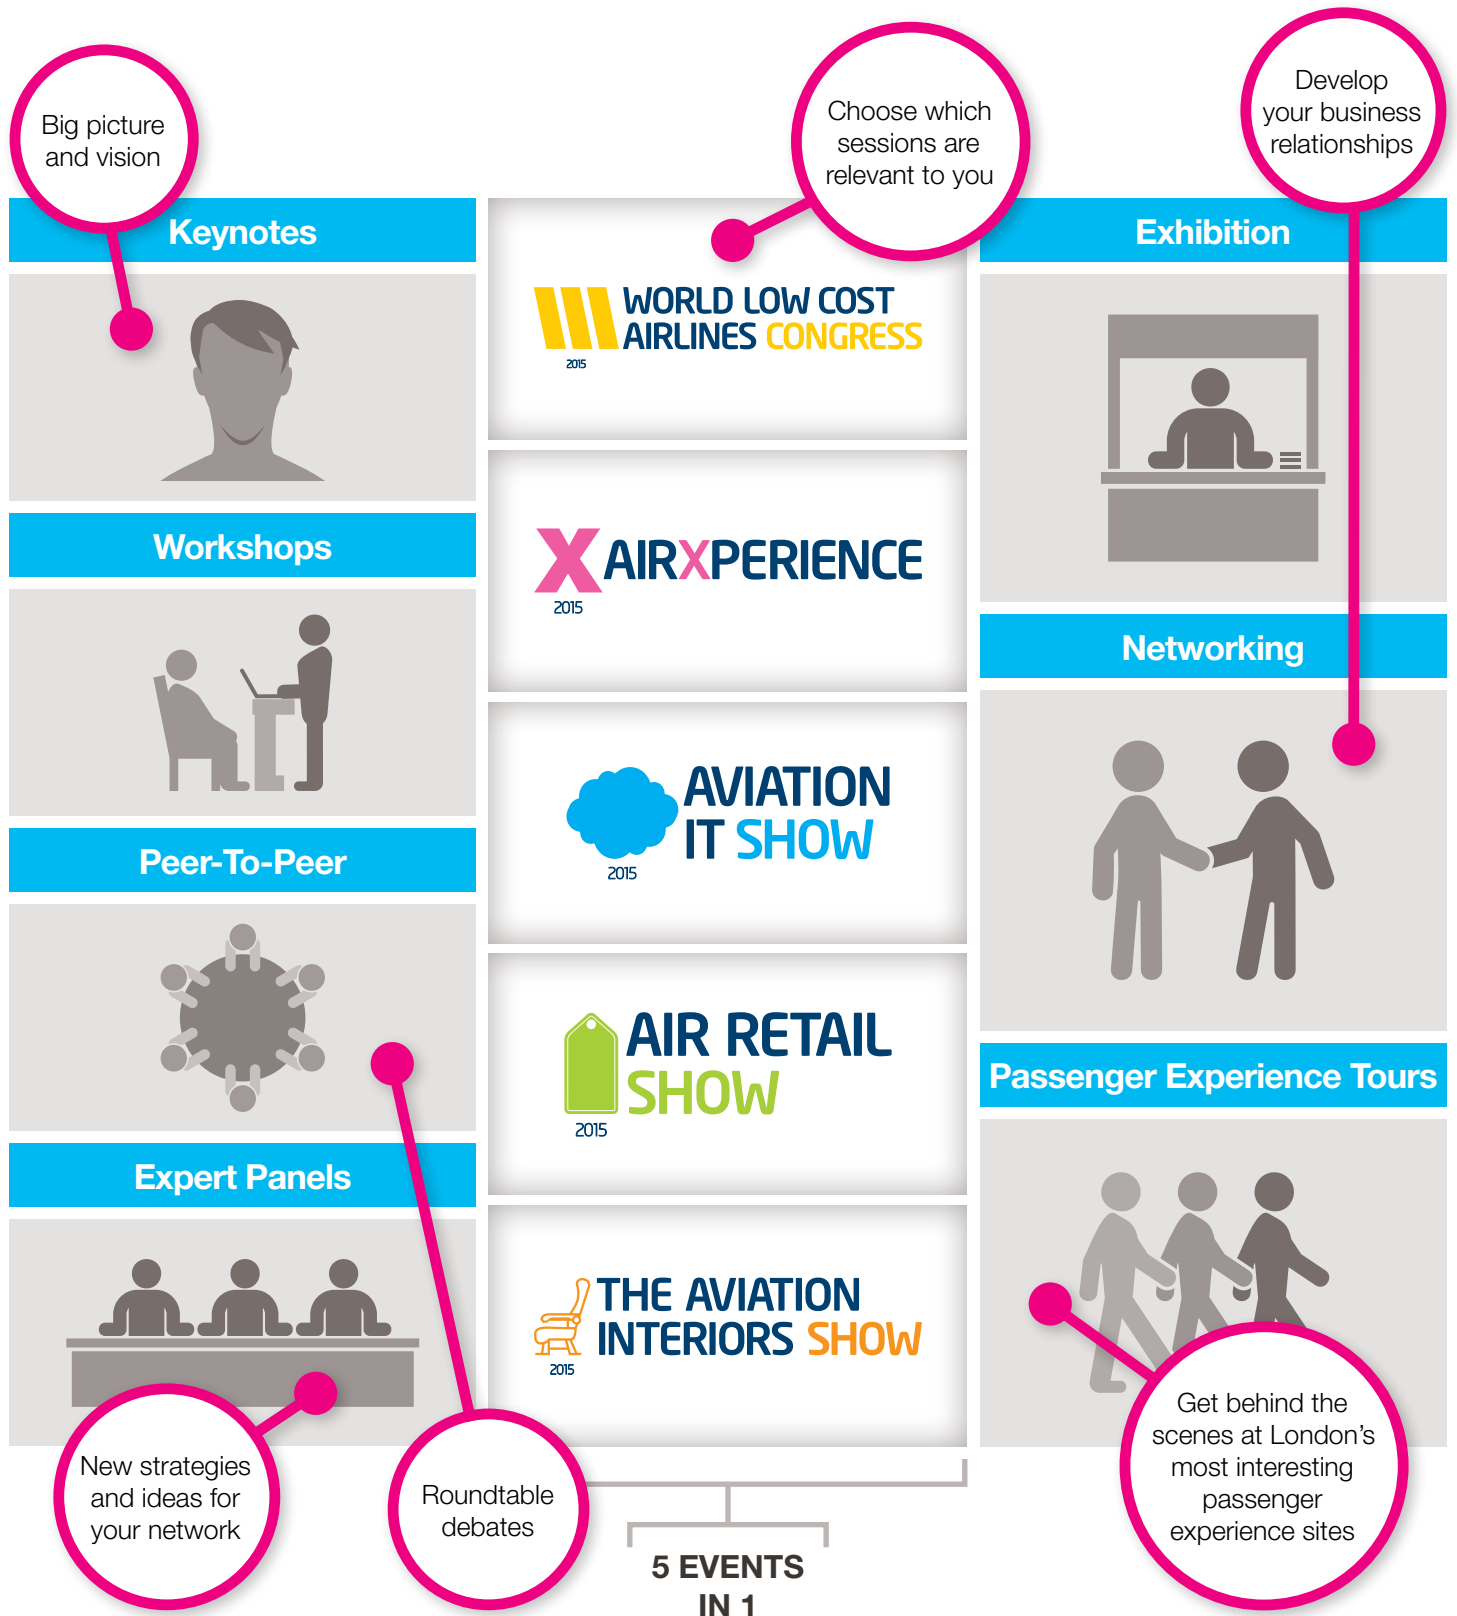 Big picture
and vision
Choose which
sessions are
relevant to you
Develop
your business
relationships
Keynotes
Workshops
Peer-To-Peer
Expert Panels
New strategies
and ideas for
your network
Roundtable
debates
WORLD LOW COST
AIRLINES CONGRESS
2015
X AIRXPERIENCE
2015
AVIATION
IT SHOW
2015
AIR RETAIL
SHOW
2015
THE AVIATION
INTERIORS SHOW
2015
5 EVENTS
IN 1
Exhibition
Networking
Passenger Experience Tours
Get behind the
scenes at London's
most interesting
passenger
experience sites